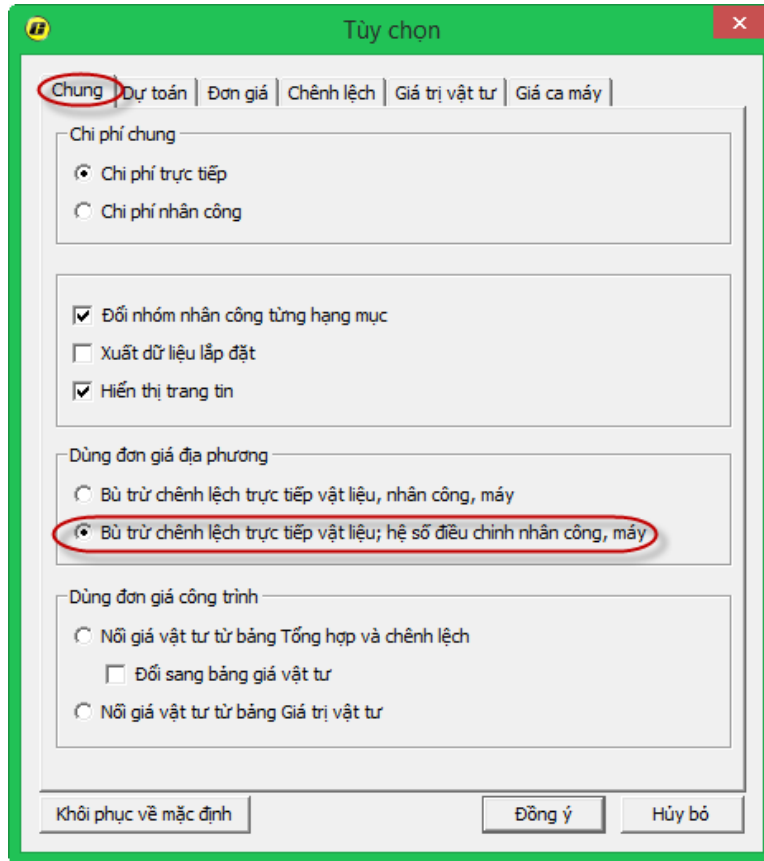 Tùy chọn
Chung Dự toán Đơn giá Chênh lệch Giá trị vật tư Giá ca máy
Chi phí chung
Chi phí trực tiếp
Chi phí nhân công
Đổi nhóm nhân công từng hạng mục
Xuất dữ liệu lắp đặt
Hiển thị trang tin
Dùng đơn giá địa phương
Bù trừ chênh lệch trực tiếp vật liệu, nhân công, máy
Bù trừ chênh lệch trực tiếp vật liệu; hệ số điều chỉnh nhân công, máy
Dùng đơn giá công trình
Nối giá vật tư từ bảng Tổng hợp và chênh lệch
Đổi sang bảng giá vật tư
Nối giá vật tư từ bảng Giá trị vật tư
Khôi phục về mặc định Đồng ý Hủy bỏ